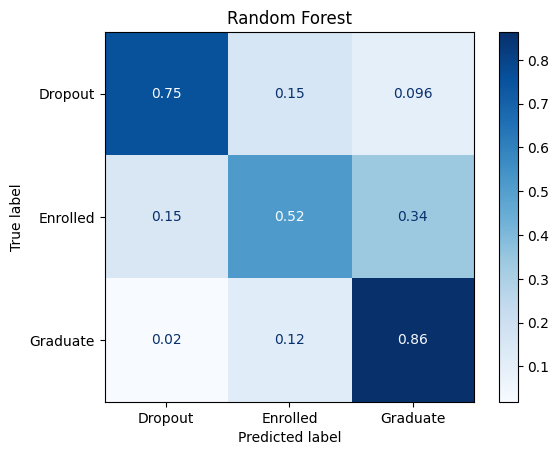 Random Forest
True label
Dropout
0.75 0.15 0.096
Enrolled
0.15 0.52 0.34
Graduate
0.02 0.12 0.86
Dropout Enrolled Graduate
Predicted label
0.8
0.7
0.6
0.5
0.4
0.3
0.2
0.1